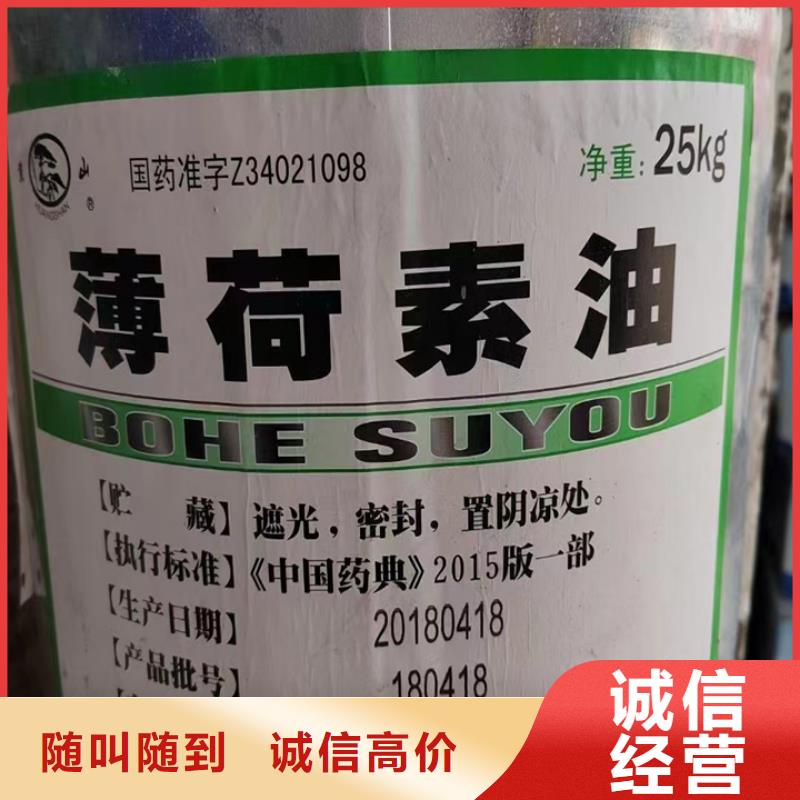 黄山
HUANGSHAN
®
国药准字Z34021098
净重: 25kg
薄荷素油
BOHE SUYOU
【贮 藏】遮光，密封，置阴凉处。
【执行标准】《中国药典》2015版一部
【生产日期】 20180418
【产品批号】 180418
随叫随到 诚信高价
诚信
经营